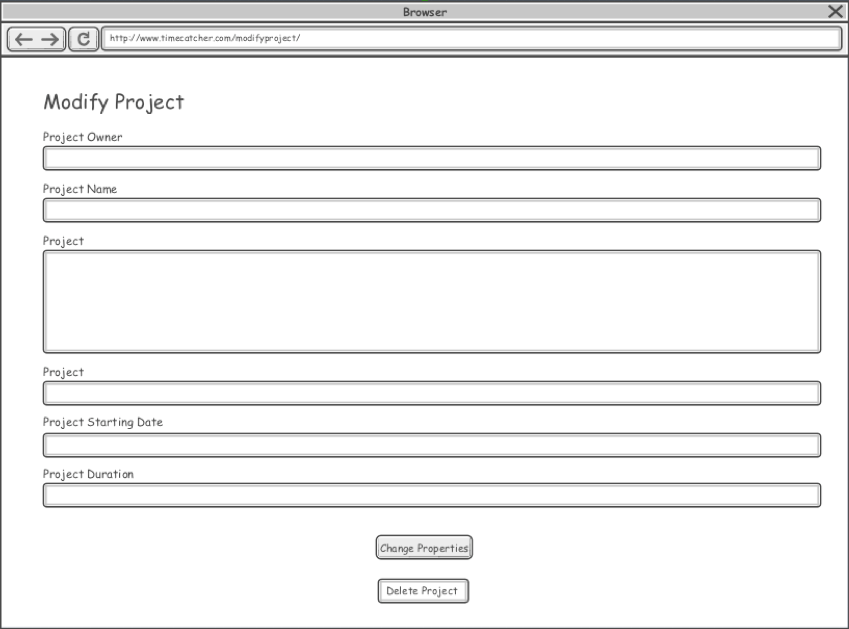 Browser
http://www.timecatcher.com/modifyproject/
Modify Project
Project Owner
Project Name
Project
Project
Project Starting Date
Project Duration
Change Properties
Delete Project